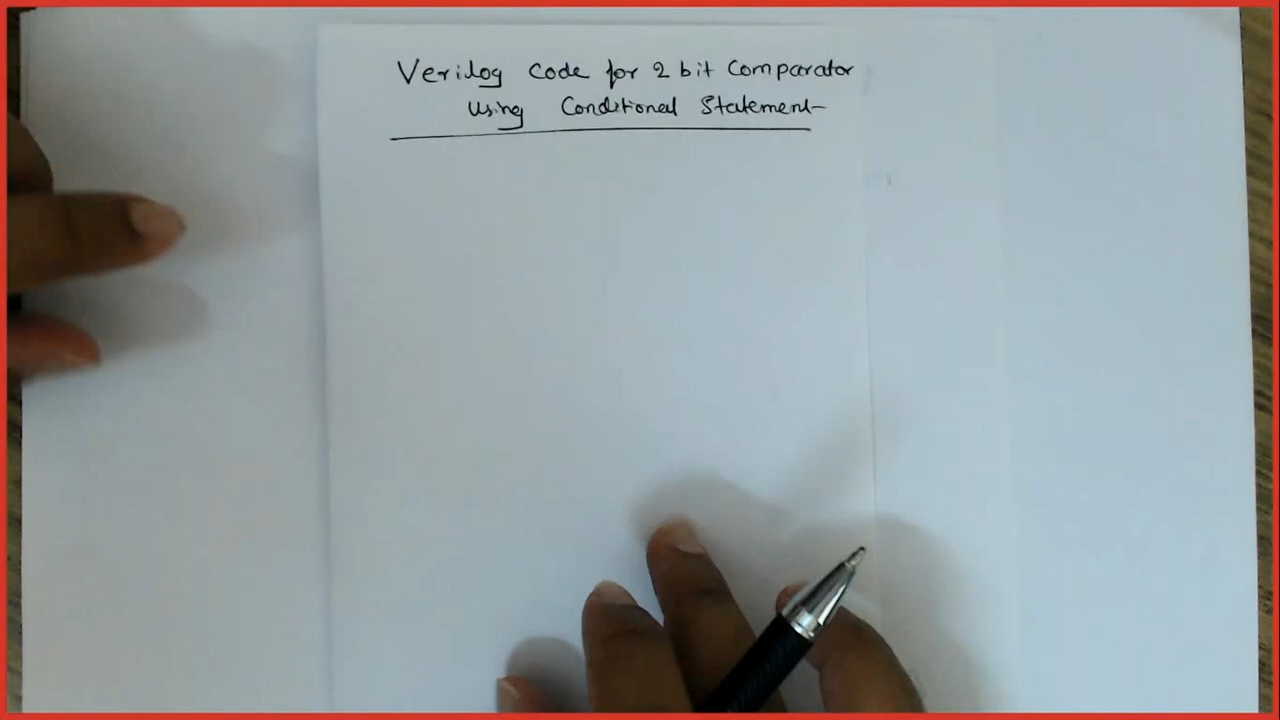 Verilog Code for 2 bit Comparator
Using Conditional Statement